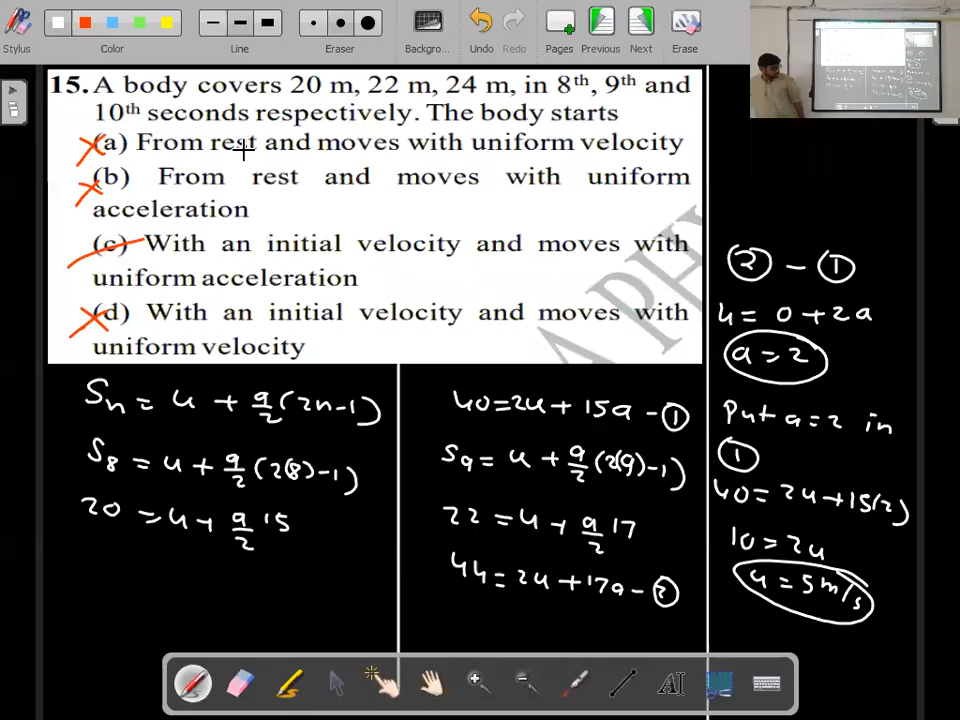 Stylus
Color
Line
Eraser
Backgro...
Undo
Redo
Pages
Previous
Next
Erase
15. A body covers 20 m, 22 m, 24 m, in 8th, 9th and
10th seconds respectively. The body starts
(a) From rest and moves with uniform velocity
(b) From rest and moves with uniform
acceleration
(c) With an initial velocity and moves with
uniform acceleration
(d) With an initial velocity and moves with
uniform velocity
A PHY
Sn = u + a/2 (2n-1)
S8 = u + a/2 (2(8)-1)
20 = u + a/2 15
40 = 2u + 15a - ①
S9 = u + a/2 (2(9)-1)
22 = u + a/2 17
44 = 2u + 17a - ②
② - ①
4 = 0 + 2a
a = 2
Put a = 2 in
①
40 = 2u + 15(2)
10 = 2u
u = 5 m/s
AI